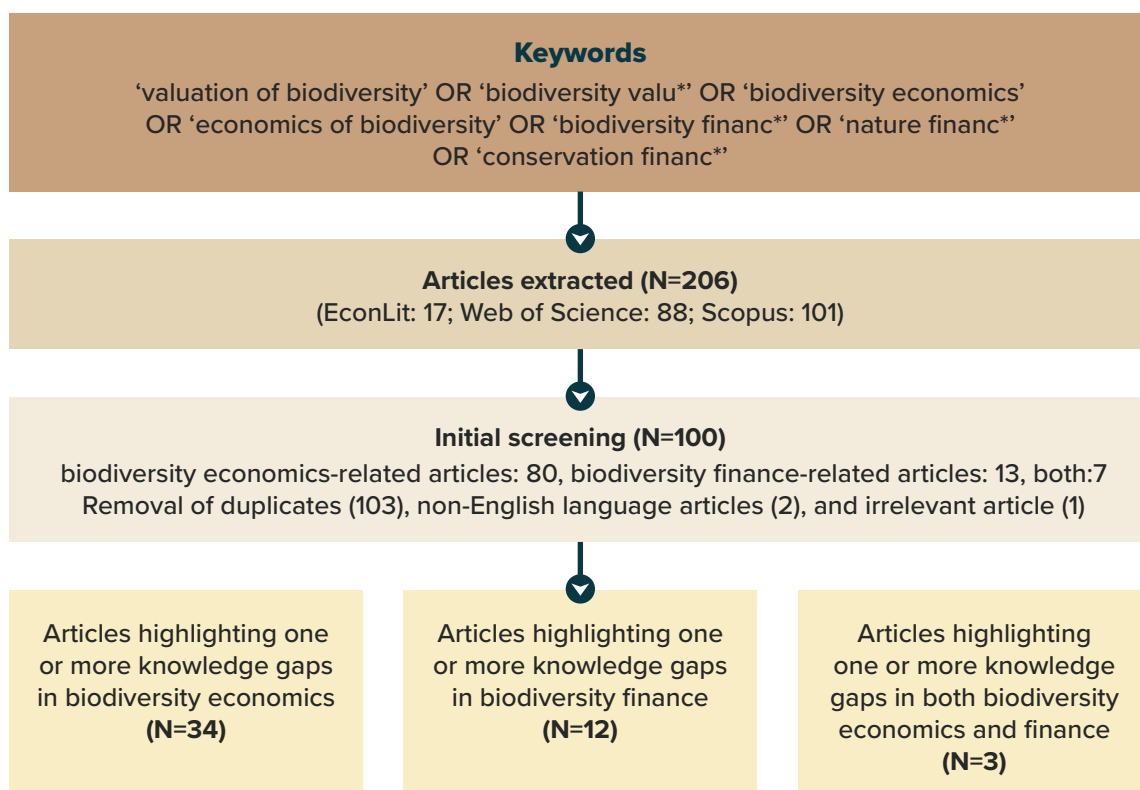 Keywords
‘valuation of biodiversity’ OR ‘biodiversity valu*’ OR ‘biodiversity economics’
OR ‘economics of biodiversity’ OR ‘biodiversity financ*’ OR ‘nature financ*’
OR ‘conservation financ*’
Articles extracted (N=206)
(EconLit: 17; Web of Science: 88; Scopus: 101)
Initial screening (N=100)
biodiversity economics-related articles: 80, biodiversity finance-related articles: 13, both:7
Removal of duplicates (103), non-English language articles (2), and irrelevant article (1)
Articles highlighting one
or more knowledge gaps
in biodiversity economics
(N=34)
Articles highlighting one
or more knowledge gaps
in biodiversity finance
(N=12)
Articles highlighting
one or more knowledge
gaps in both biodiversity
economics and finance
(N=3)